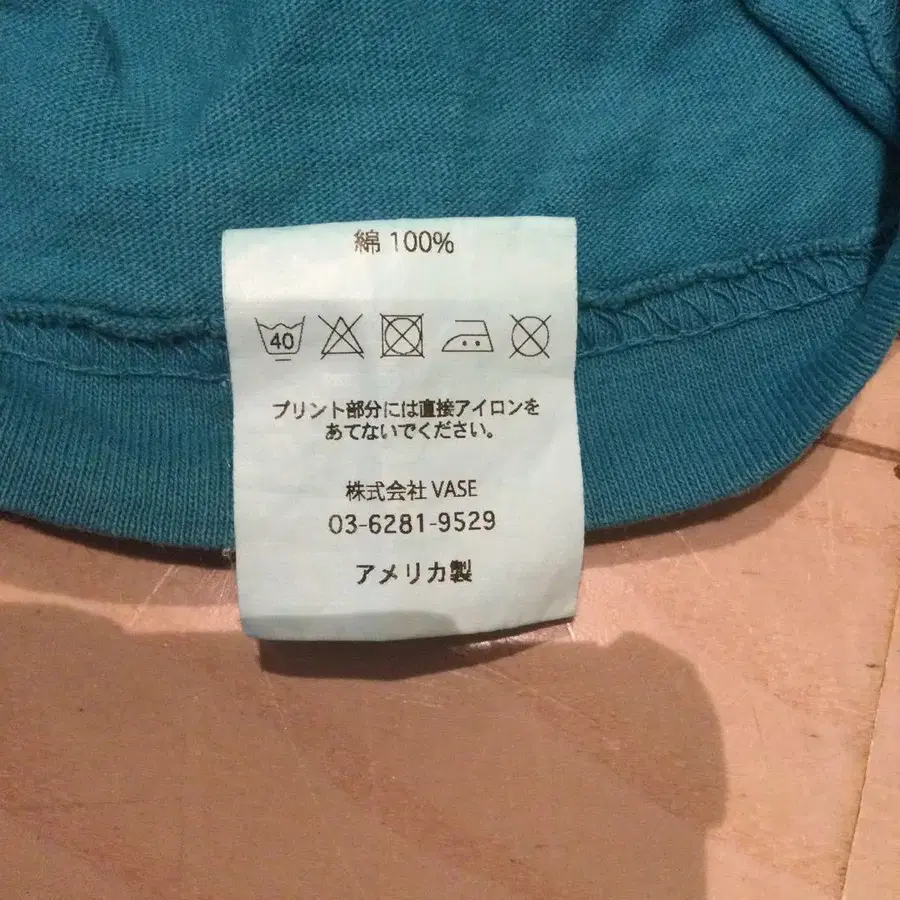 綿 100%
40
プリント部分には直接アイロンを
あてないでください。
株式会社 VASE
03-6281-9529
アメリカ製